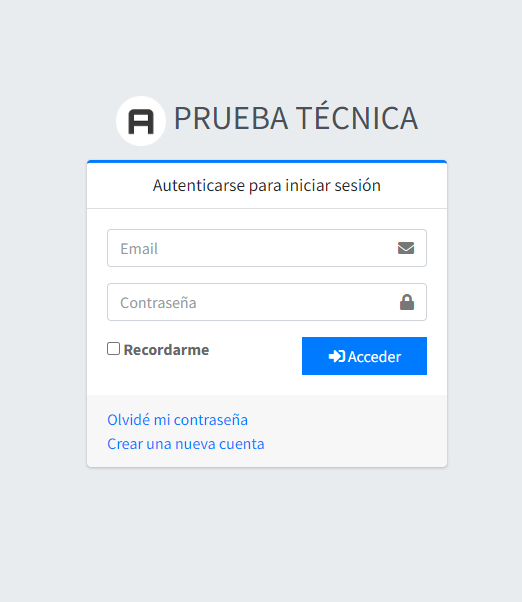 A PRUEBA TÉCNICA
Autenticarse para iniciar sesión
Email
Contraseña
Recordarme
Acceder
Olvidé mi contraseña
Crear una nueva cuenta